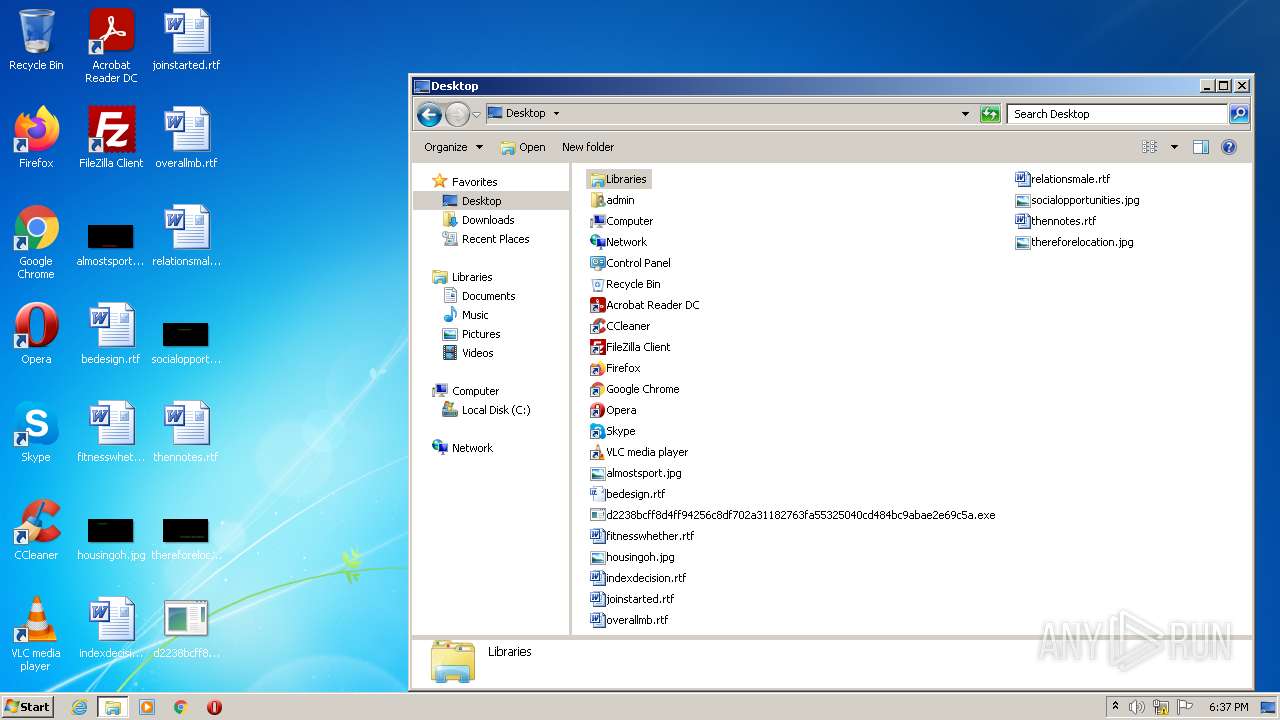 Recycle Bin
Acrobat
Reader DC
joinstarted.rtf
Firefox
FileZilla Client
overallmb.rtf
Google
Chrome
almostsport...
relationsmal...
Opera
bedesign.rtf
socialopport...
Skype
fitnesswhet...
thennotes.rtf
CCleaner
housingoh.jpg
thereforeloc...
VLC media
player
indexdecisi...
d2238bcff8...
Desktop
Desktop
Search Desktop
Organize
Open
New folder
Favorites
Desktop
Downloads
Recent Places
Libraries
Documents
Music
Pictures
Videos
Computer
Local Disk (C:)
Network
Libraries
admin
Computer
Network
Control Panel
Recycle Bin
Acrobat Reader DC
CCleaner
FileZilla Client
Firefox
Google Chrome
Opera
Skype
VLC media player
almostsport.jpg
bedesign.rtf
fitnesswhether.rtf
housingoh.jpg
indexdecision.rtf
joinstarted.rtf
overallmb.rtf
relationsmale.rtf
socialopportunities.jpg
thennotes.rtf
thereforelocation.jpg
Libraries
ANY RUN
Start
6:37 PM